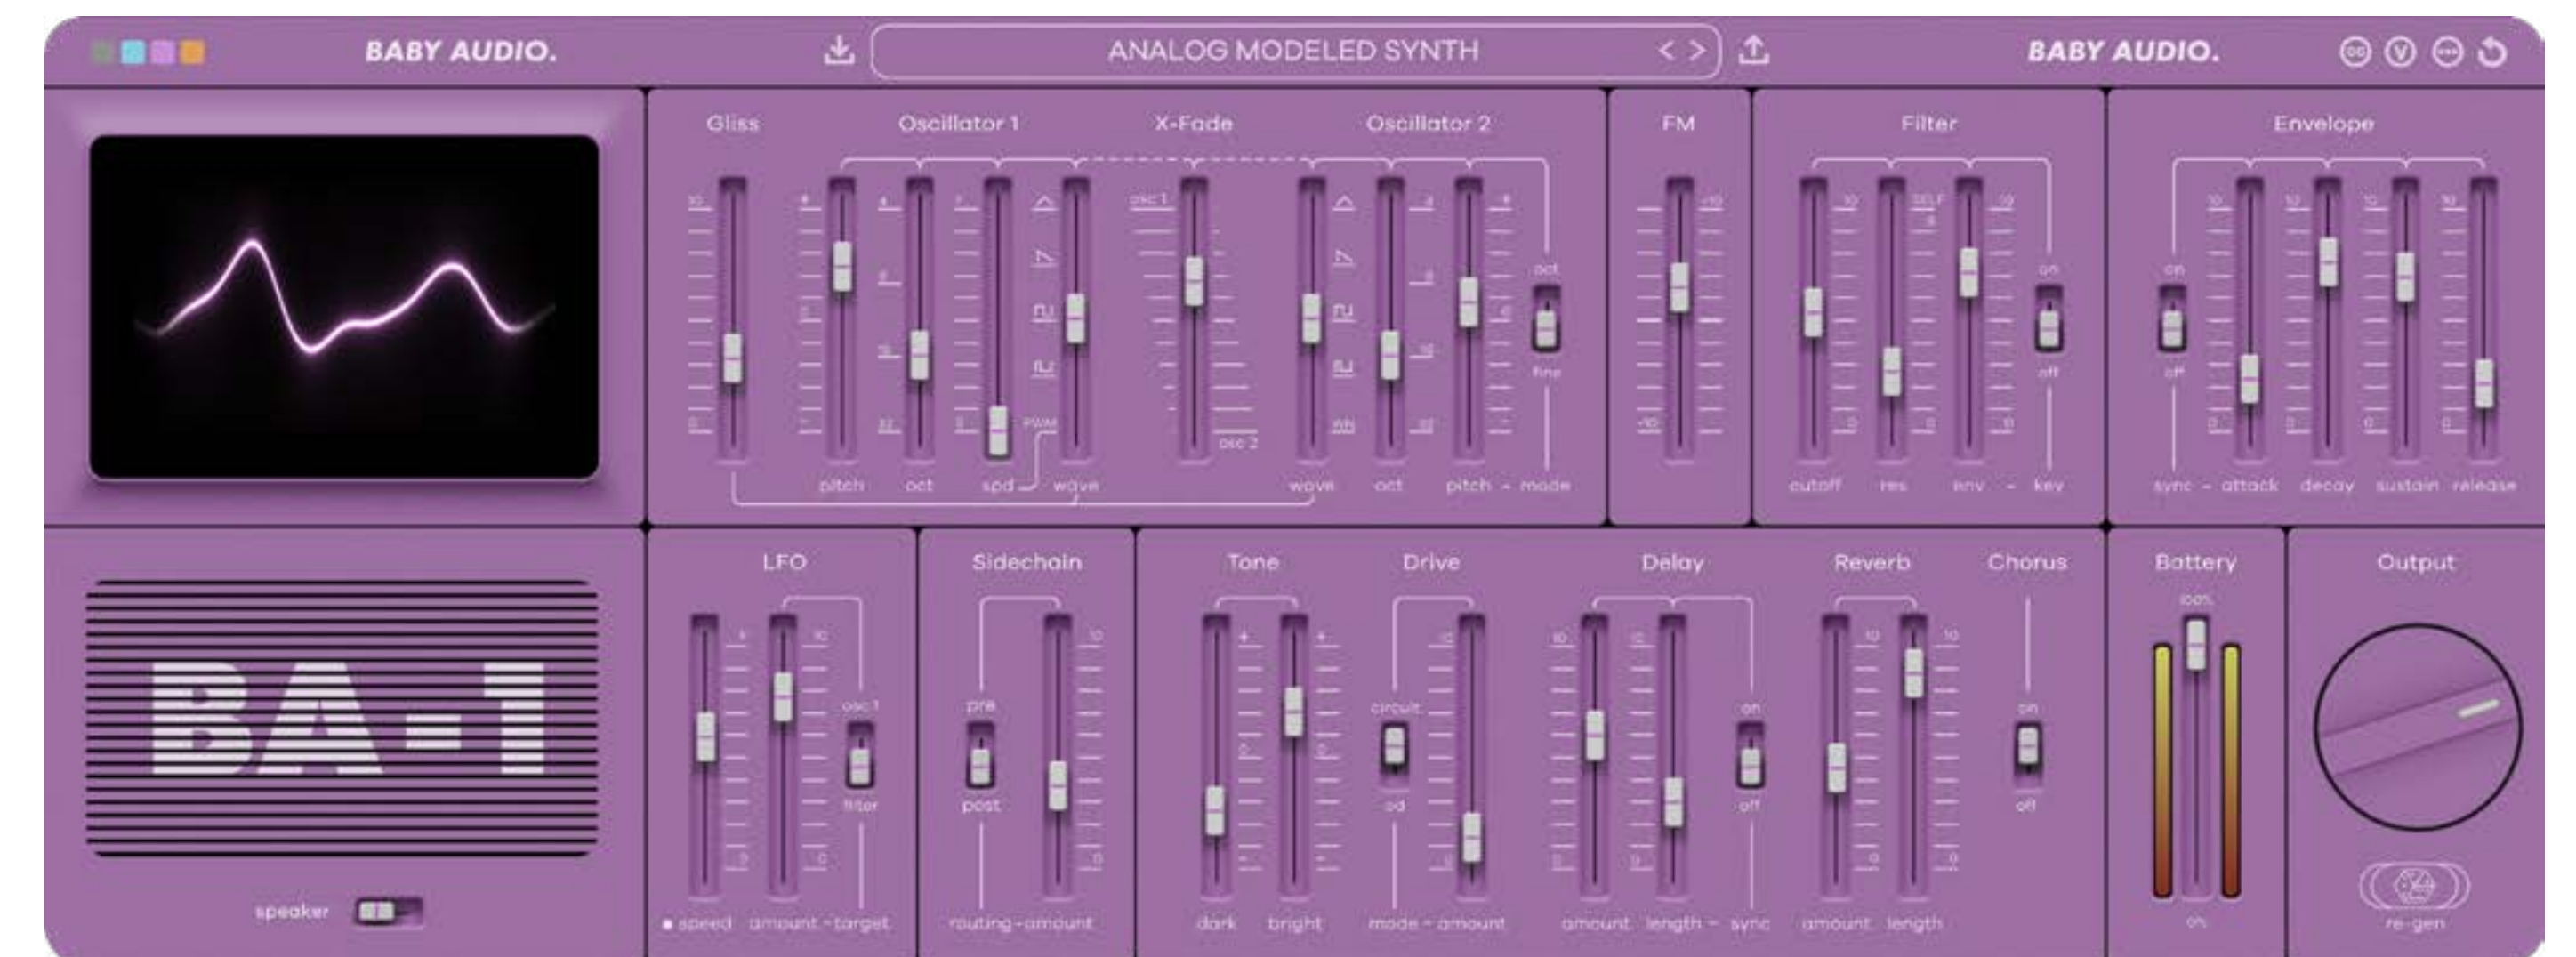 BABY AUDIO.
ANALOG MODELED SYNTH
BABY AUDIO.
Gliss
Oscillator 1
X-Fade
Oscillator 2
FM
Filter
Envelope
osc 1
osc 2
PWM
oct
fine
on
off
on
off
pitch
oct
spd
wave
wave
oct
pitch - mode
cutoff
res
env - key
sync - attack
decay
sustain
release
BA-1
speaker
LFO
Sidechain
Tone
Drive
Delay
Reverb
Chorus
Battery
Output
100%
osc 1
filter
pre
post
circuit
od
on
off
on
off
speed
amount - target
routing - amount
dark
bright
mode - amount
amount
length - sync
amount
length
on
re-gen